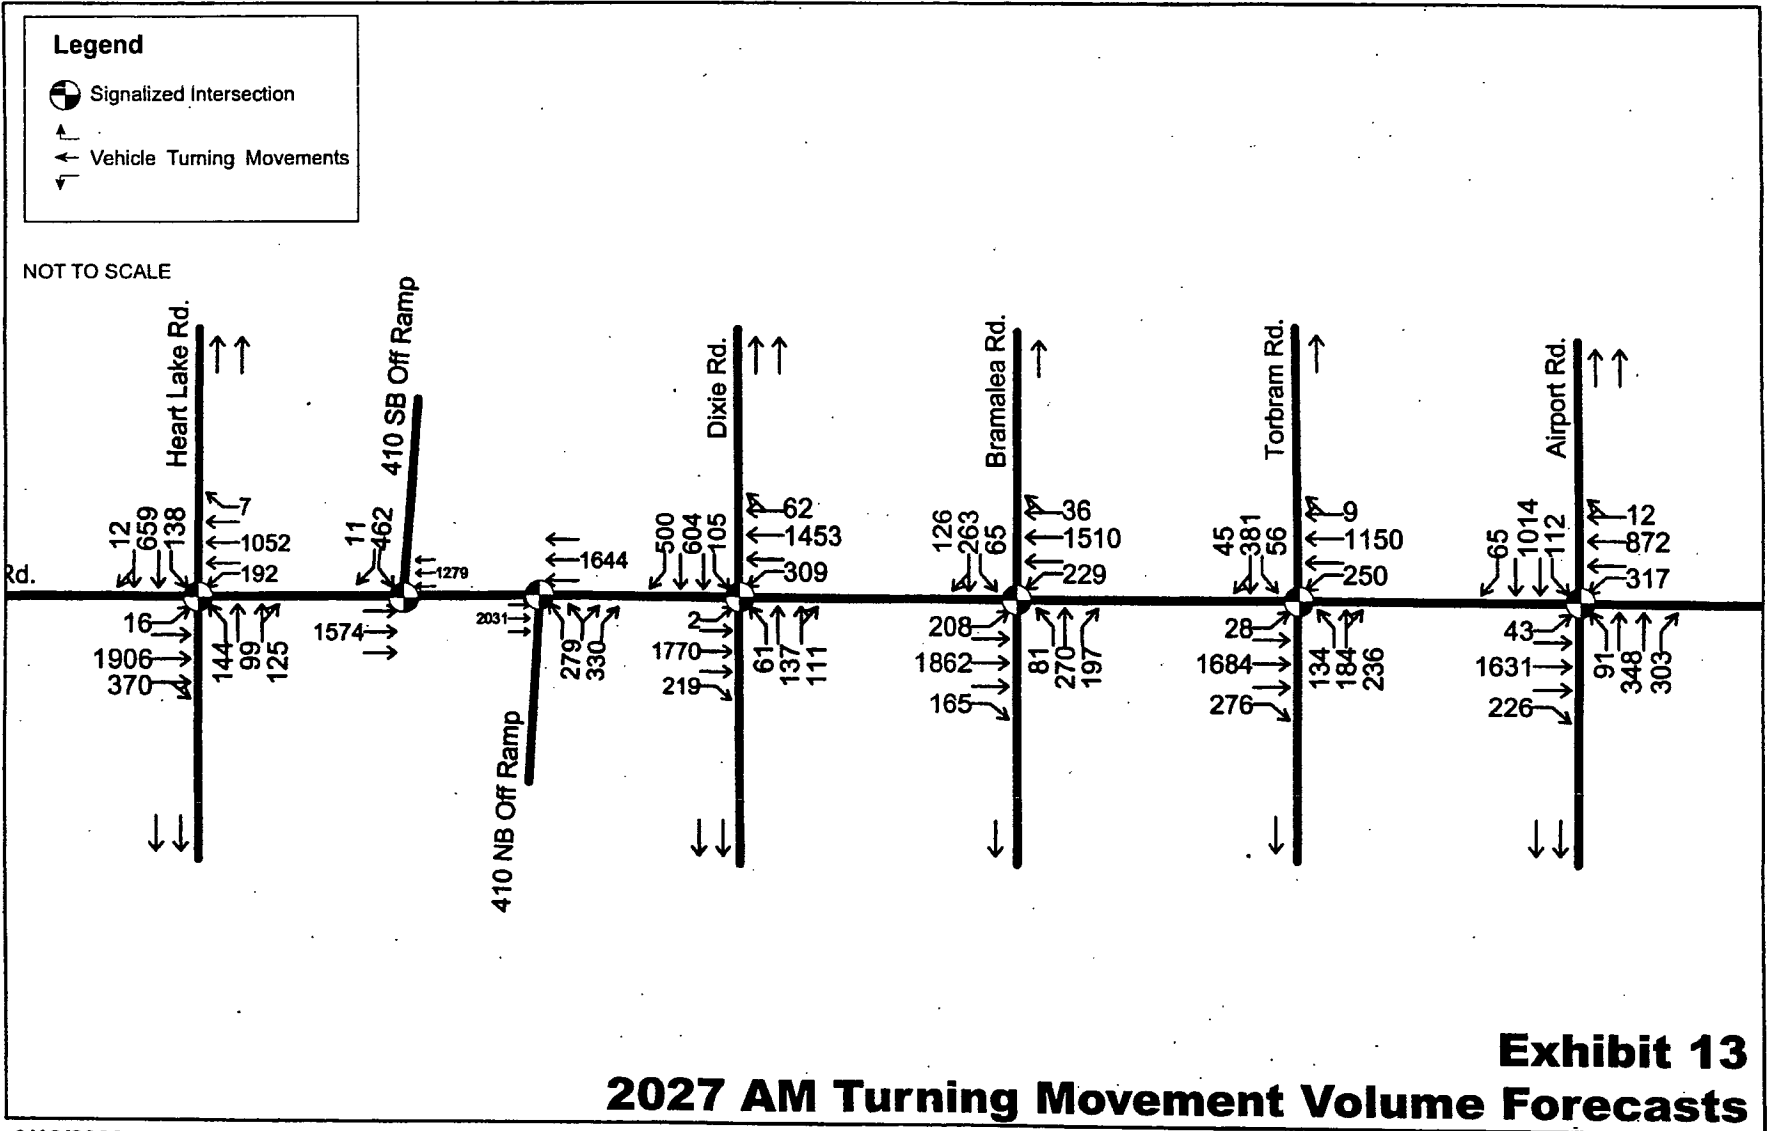 Legend
Signalized Intersection
Vehicle Turning Movements
NOT TO SCALE
Heart Lake Rd.
410 SB Off Ramp
Dixie Rd.
Bramalea Rd.
Torbram Rd.
Airport Rd.
410 NB Off Ramp
Rd.
12 659 138
7
1052
192
16
1906
370
144 99 125
11 462
1279
1574
1644
2031
279 330
500 604 105
62
1453
309
2
1770
219
61 137 111
126 263 65
36
1510
229
208
1862
165
81 270 197
45 381 56
9
1150
250
28
1684
276
134 184 236
65 1014 112
12
872
317
43
1631
226
91 348 303
Exhibit 13
2027 AM Turning Movement Volume Forecasts